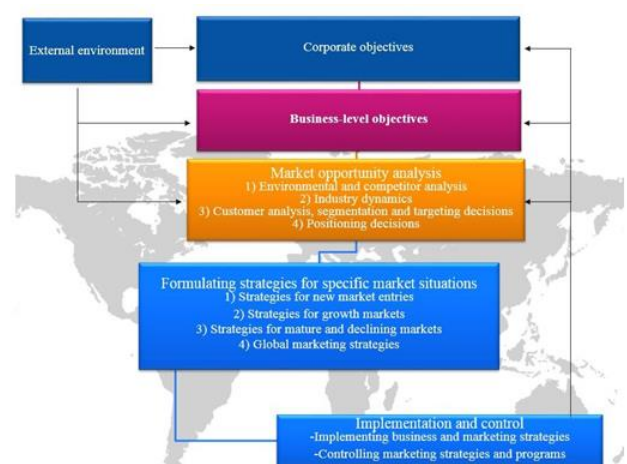 External environment
Corporate objectives
Business-level objectives
Market opportunity analysis
1) Environmental and competitor analysis
2) Industry dynamics
3) Customer analysis, segmentation and targeting decisions
4) Positioning decisions
Formulating strategies for specific market situations
1) Strategies for new market entries
2) Strategies for growth markets
3) Strategies for mature and declining markets
4) Global marketing strategies
Implementation and control
-Implementing business and marketing strategies
-Controlling marketing strategies and programs